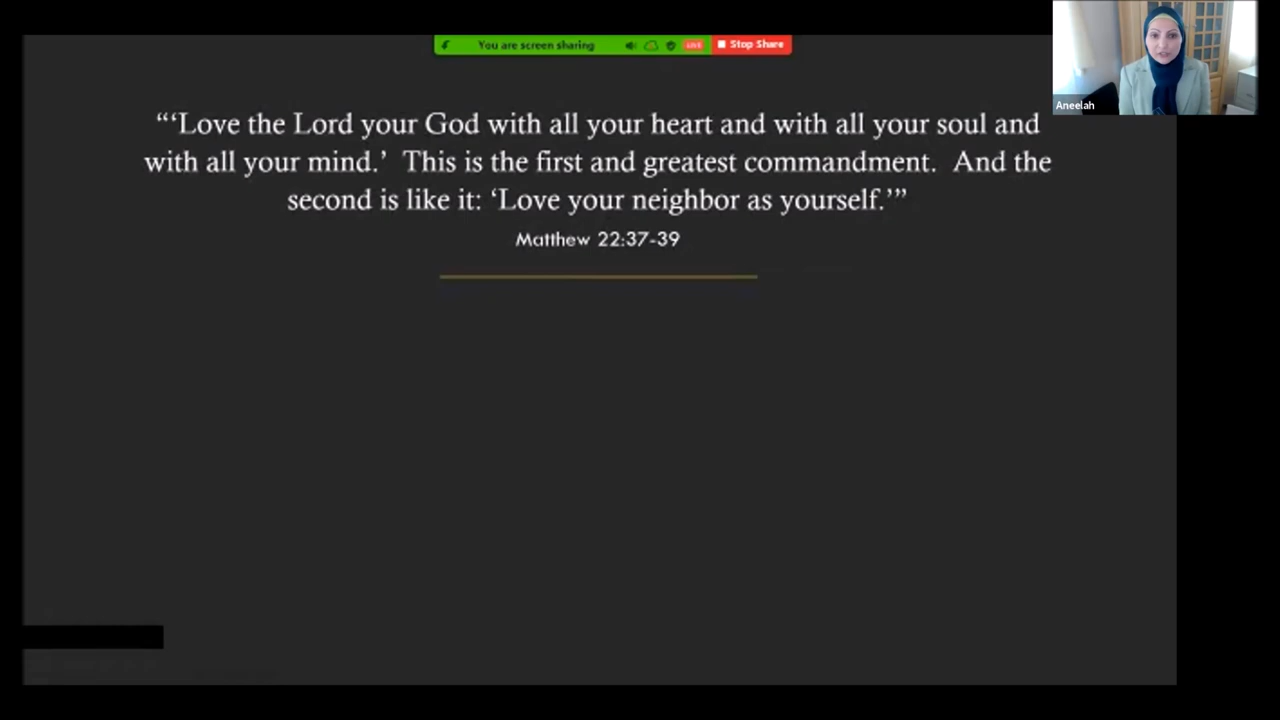 You are screen sharing
LIVE
Stop Share
Aneelah
“‘Love the Lord your God with all your heart and with all your soul and
with all your mind.’ This is the first and greatest commandment. And the
second is like it: ‘Love your neighbor as yourself.’”
Matthew 22:37-39